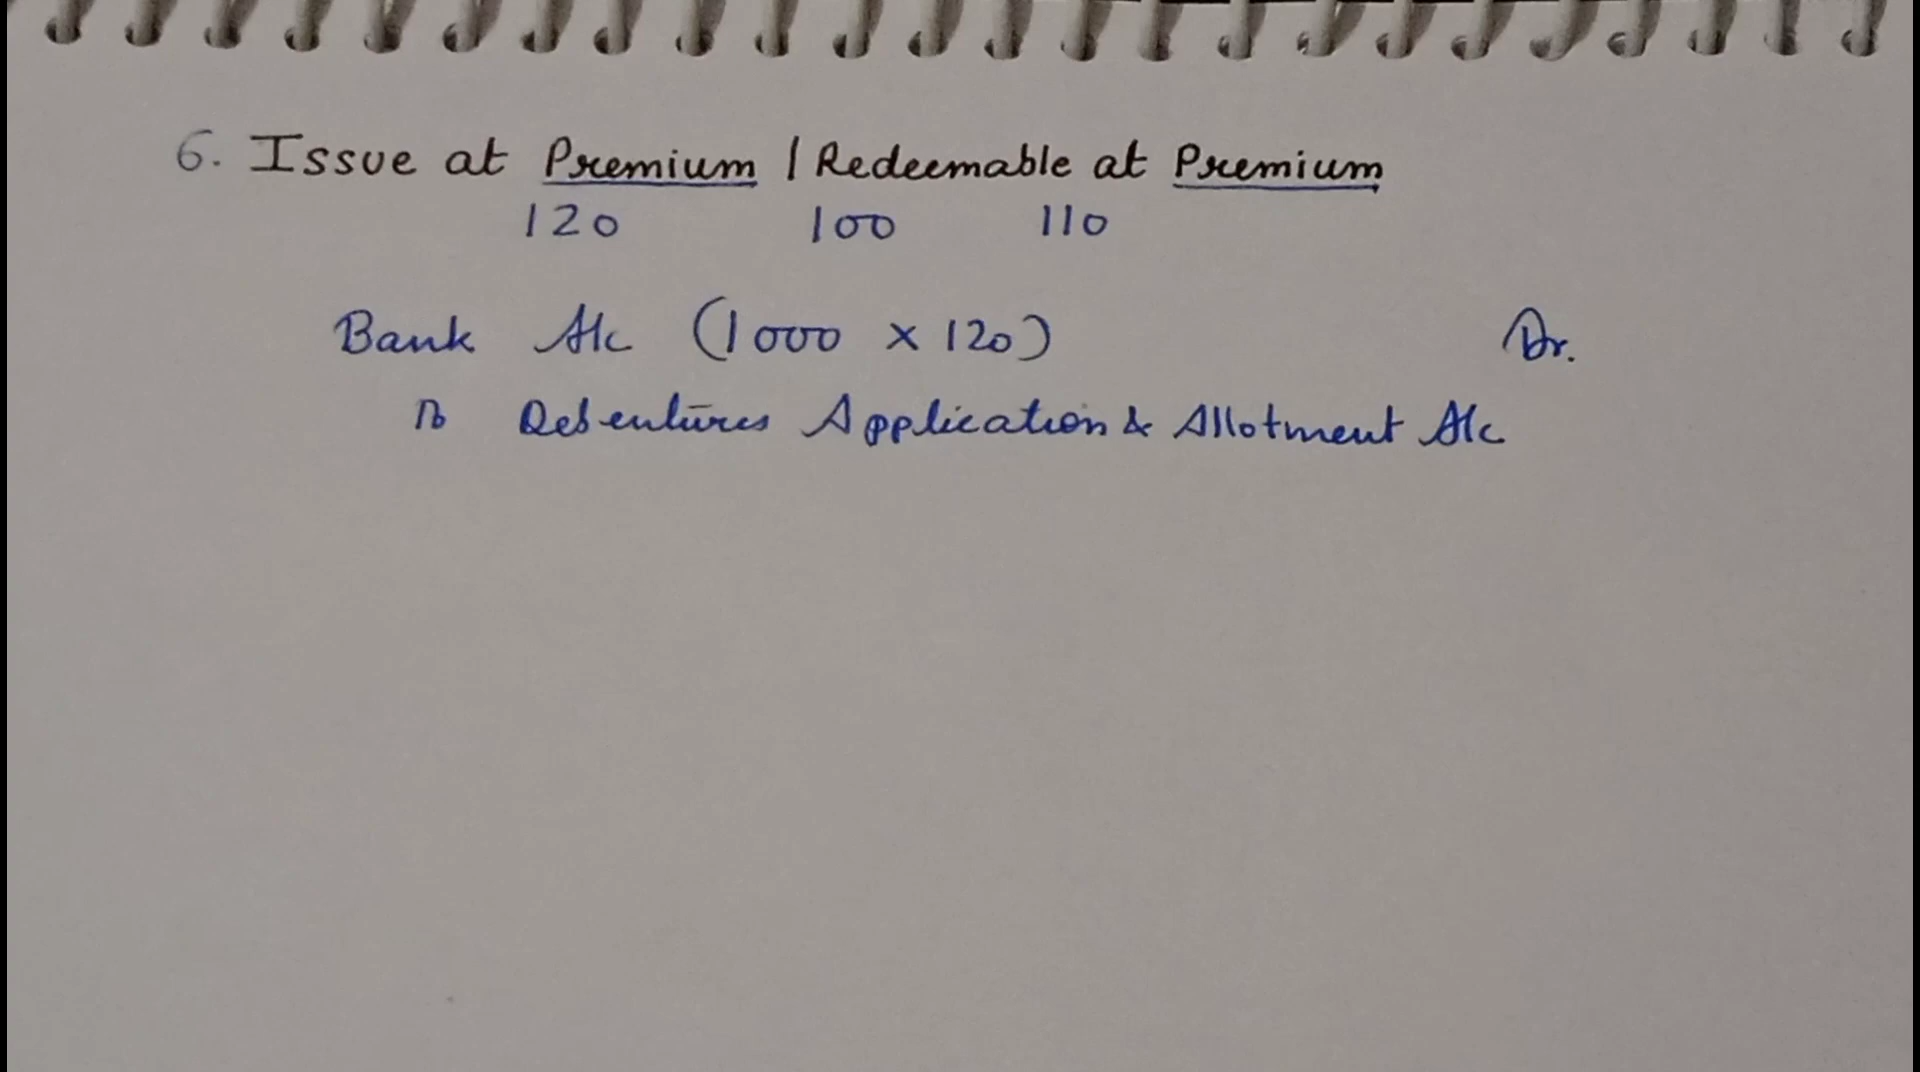 6. Issue at Premium | Redeemable at Premium
120 100 110
Bank A/c (1000 × 120) Dr.
To Debentures Application & Allotment A/c